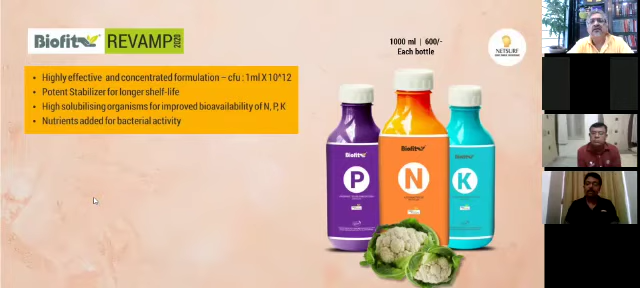 Biofit
REVAMP 2020
1000 ml | 600/-
Each bottle
NETSURF
• Highly effective and concentrated formulation – cfu : 1ml X 10^12
• Potent Stabilizer for longer shelf-life
• High solubilising organisms for improved bioavailability of N, P, K
• Nutrients added for bacterial activity
Biofit
P
Biofit
N
Biofit
K